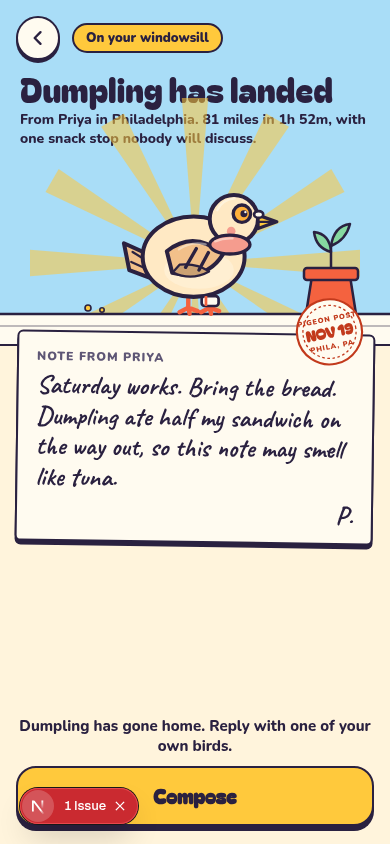 On your windowsill
Dumpling has landed
From Priya in Philadelphia. 81 miles in 1h 52m, with
one snack stop nobody will discuss.
PIGEON POST
NOV 19
PHILA, PA
NOTE FROM PRIYA
Saturday works. Bring the bread.
Dumpling ate half my sandwich on
the way out, so this note may smell
like tuna.
P.
Dumpling has gone home. Reply with one of your
own birds.
Compose
N 1 Issue